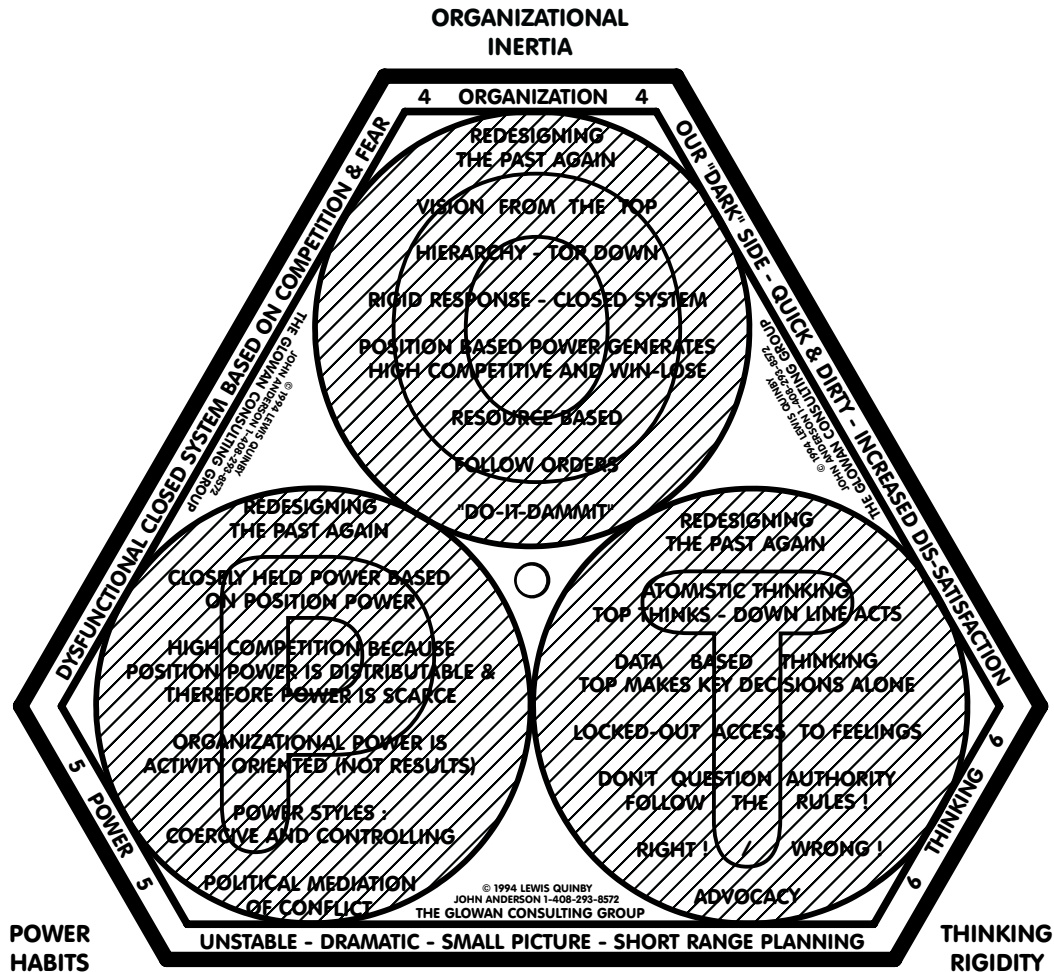 ORGANIZATIONAL
INERTIA
4 ORGANIZATION 4
DYSFUNCTIONAL CLOSED SYSTEM BASED ON COMPETITION & FEAR
OUR "DARK" SIDE - QUICK & DIRTY - INCREASED DIS-SATISFACTION
REDESIGNING
THE PAST AGAIN
VISION FROM THE TOP
HIERARCHY - TOP DOWN
RIGID RESPONSE - CLOSED SYSTEM
POSITION BASED POWER GENERATES
HIGH COMPETITIVE AND WIN-LOSE
RESOURCE BASED
FOLLOW ORDERS
"DO-IT-DAMMIT"
O
© 1994 LEWIS QUINBY
JOHN ANDERSON 1-408-293-8572
THE GLOWAN CONSULTING GROUP
© 1994 LEWIS QUINBY
JOHN ANDERSON 1-408-293-8572
THE GLOWAN CONSULTING GROUP
REDESIGNING
THE PAST AGAIN
CLOSELY HELD POWER BASED
ON POSITION POWER
HIGH COMPETITION BECAUSE
POSITION POWER IS DISTRIBUTABLE &
THEREFORE POWER IS SCARCE
ORGANIZATIONAL POWER IS
ACTIVITY ORIENTED (NOT RESULTS)
POWER STYLES :
COERCIVE AND CONTROLLING
POLITICAL MEDIATION
OF CONFLICT
P
REDESIGNING
THE PAST AGAIN
ATOMISTIC THINKING
TOP THINKS - DOWN LINE ACTS
DATA BASED THINKING
TOP MAKES KEY DECISIONS ALONE
LOCKED-OUT ACCESS TO FEELINGS
DON'T QUESTION AUTHORITY
FOLLOW THE RULES !
RIGHT ! / WRONG !
ADVOCACY
T
5 POWER 5
6 THINKING 6
© 1994 LEWIS QUINBY
JOHN ANDERSON 1-408-293-8572
THE GLOWAN CONSULTING GROUP
UNSTABLE - DRAMATIC - SMALL PICTURE - SHORT RANGE PLANNING
POWER
HABITS
THINKING
RIGIDITY